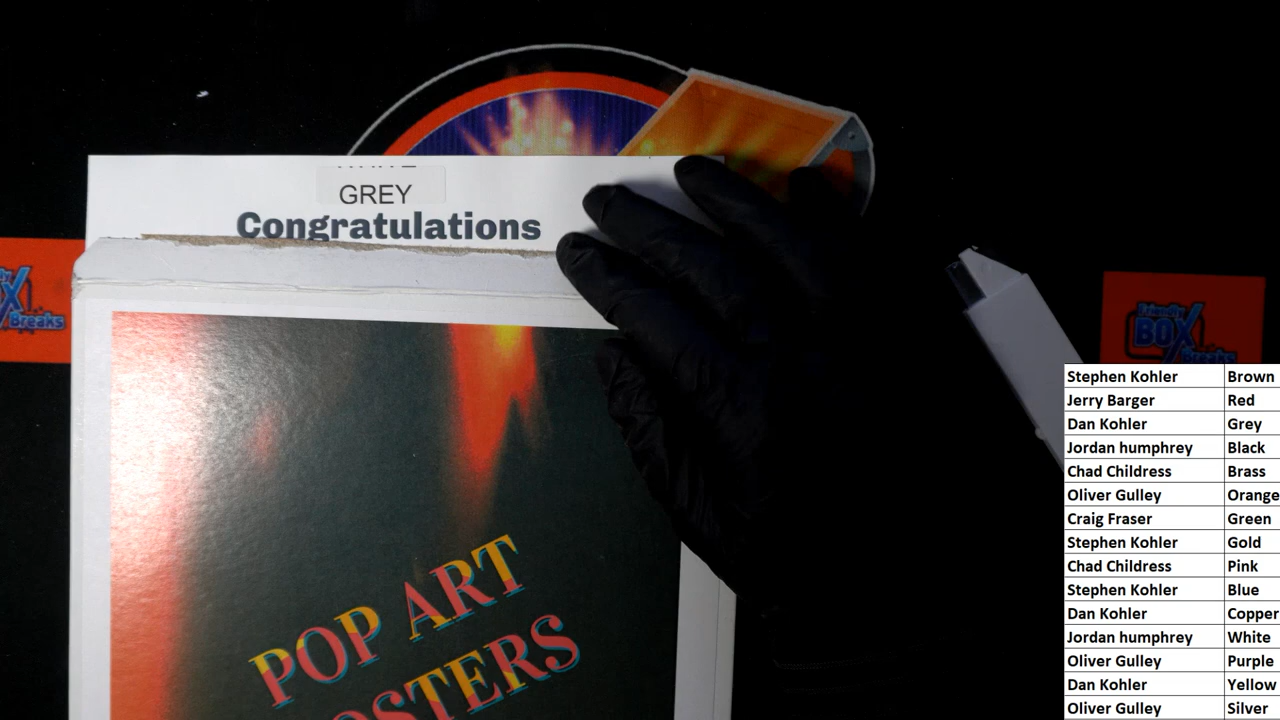 GREY
Congratulations
X
Breaks
Friendly
BOX
Breaks
POP ART
Stephen Kohler Brown
Jerry Barger Red
Dan Kohler Grey
Jordan humphrey Black
Chad Childress Brass
Oliver Gulley Orange
Craig Fraser Green
Stephen Kohler Gold
Chad Childress Pink
Stephen Kohler Blue
Dan Kohler Copper
Jordan humphrey White
Oliver Gulley Purple
Dan Kohler Yellow
Oliver Gulley Silver